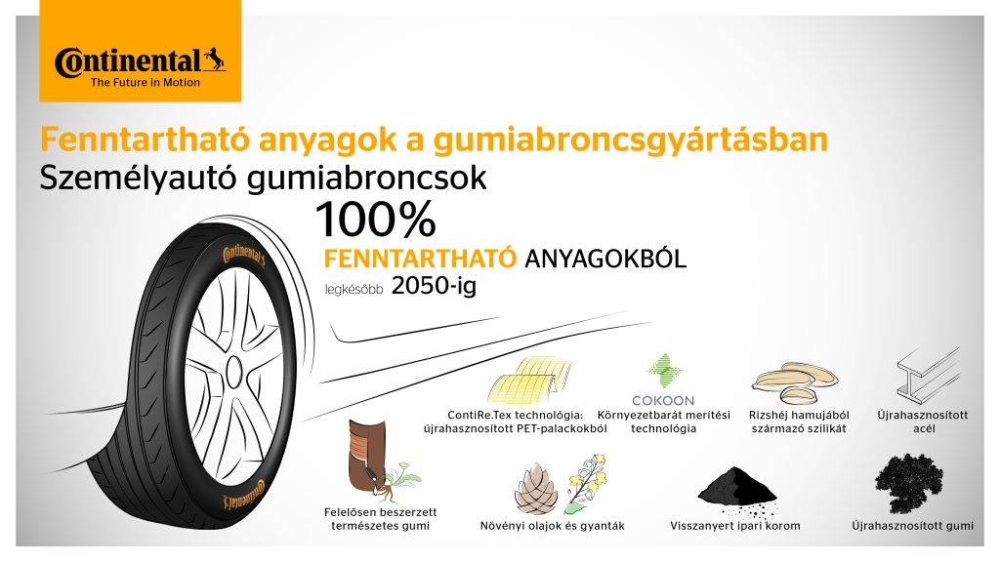 Continental
The Future in Motion
Fenntartható anyagok a gumiabroncsgyártásban
Személyautó gumiabroncsok
100%
FENNTARTHATÓ ANYAGOKBÓL
legkésőbb 2050-ig
Continental
Continental
COKOON
ContiRe.Tex technológia:
újrahasznosított PET-palackokból
Környezetbarát merítési
technológia
Rizshéj hamujából
származó szilikát
Újrahasznosított
acél
Felelősen beszerzett
természetes gumi
Növényi olajok és gyanták
Visszanyert ipari korom
Újrahasznosított gumi